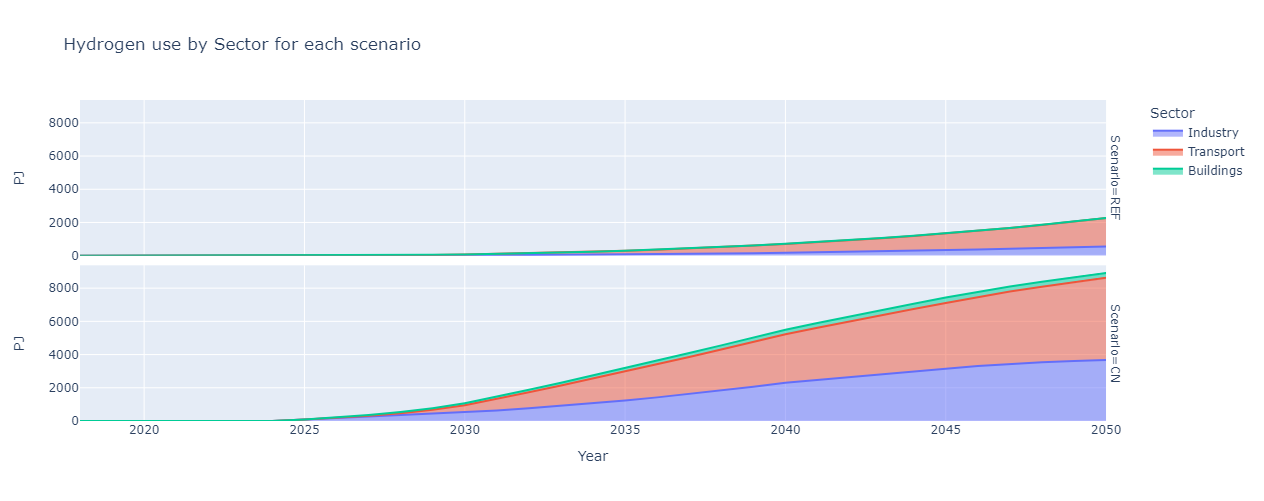 Hydrogen use by Sector for each scenario
Sector
Industry
Transport
Buildings
PJ
8000
6000
4000
2000
0
Scenario=REF
PJ
8000
6000
4000
2000
0
Scenario=CN
2020 2025 2030 2035 2040 2045 2050
Year